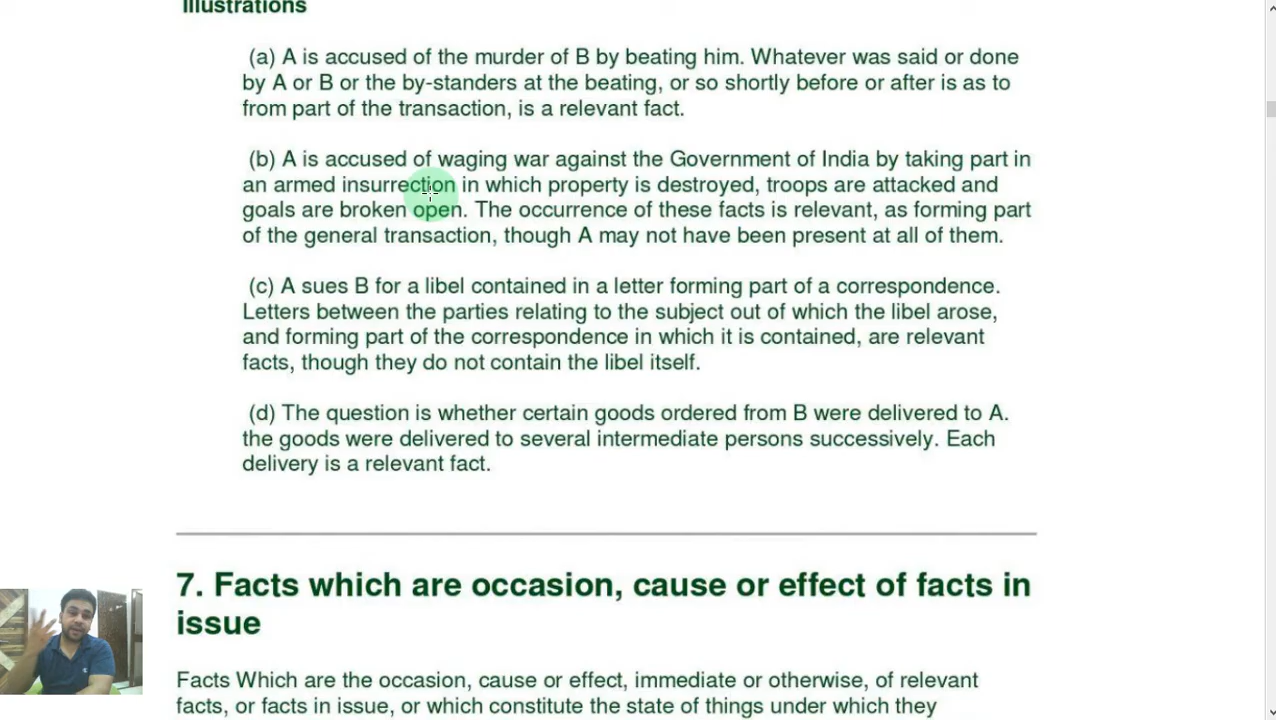 Illustrations
(a) A is accused of the murder of B by beating him. Whatever was said or done
by A or B or the by-standers at the beating, or so shortly before or after is as to
from part of the transaction, is a relevant fact.
(b) A is accused of waging war against the Government of India by taking part in
an armed insurrection in which property is destroyed, troops are attacked and
goals are broken open. The occurrence of these facts is relevant, as forming part
of the general transaction, though A may not have been present at all of them.
(c) A sues B for a libel contained in a letter forming part of a correspondence.
Letters between the parties relating to the subject out of which the libel arose,
and forming part of the correspondence in which it is contained, are relevant
facts, though they do not contain the libel itself.
(d) The question is whether certain goods ordered from B were delivered to A.
the goods were delivered to several intermediate persons successively. Each
delivery is a relevant fact.
7. Facts which are occasion, cause or effect of facts in
issue
Facts Which are the occasion, cause or effect, immediate or otherwise, of relevant
facts, or facts in issue, or which constitute the state of things under which they